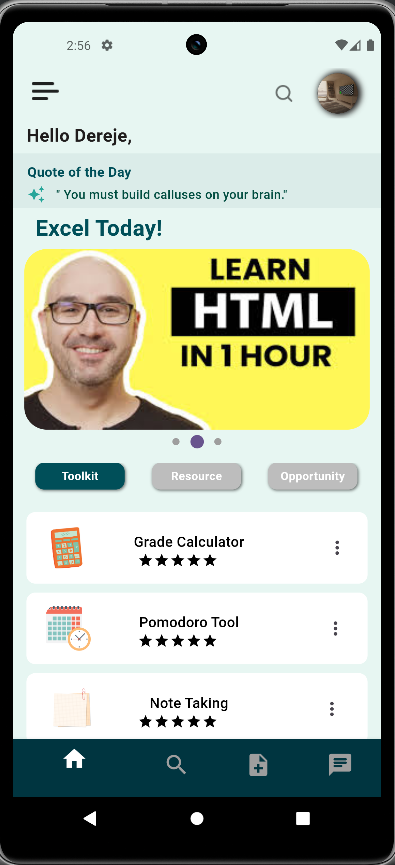 2:56
Hello Dereje,
Quote of the Day
" You must build calluses on your brain."
Excel Today!
LEARN
HTML
IN 1 HOUR
Toolkit Resource Opportunity
Grade Calculator
Pomodoro Tool
Note Taking